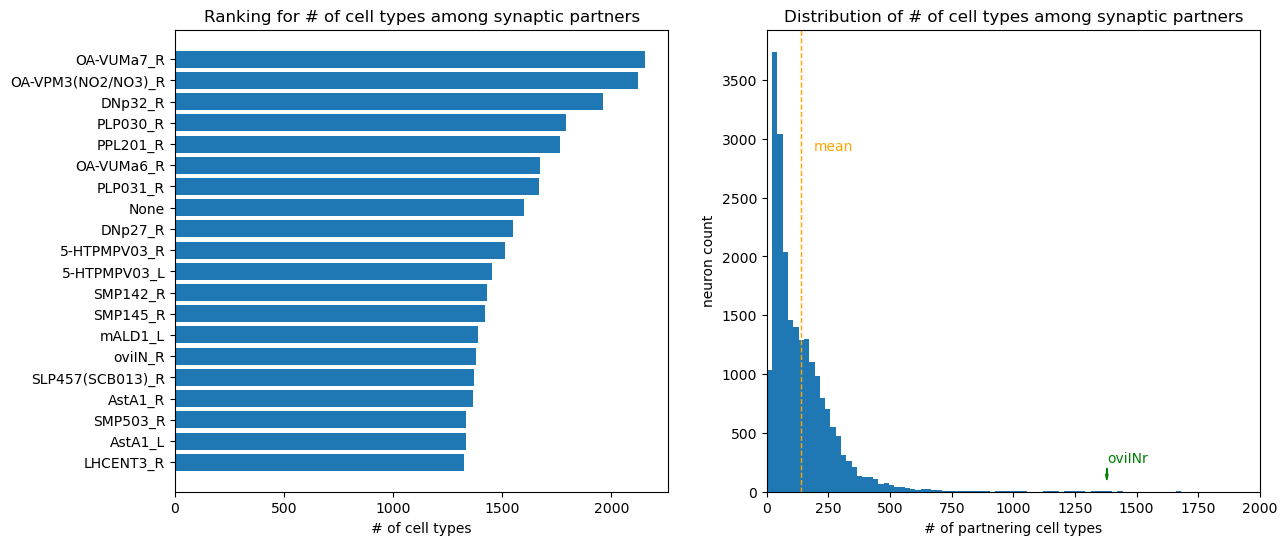 Ranking for # of cell types among synaptic partners
OA-VUMa7_R
OA-VPM3(NO2/NO3)_R
DNp32_R
PLP030_R
PPL201_R
OA-VUMa6_R
PLP031_R
None
DNp27_R
5-HTPMPV03_R
5-HTPMPV03_L
SMP142_R
SMP145_R
mALD1_L
oviIN_R
SLP457(SCB013)_R
AstA1_R
SMP503_R
AstA1_L
LHCENT3_R
0 500 1000 1500 2000
# of cell types
Distribution of # of cell types among synaptic partners
neuron count
3500
3000
2500
2000
1500
1000
500
0
mean
oviINr
0 250 500 750 1000 1250 1500 1750 2000
# of partnering cell types